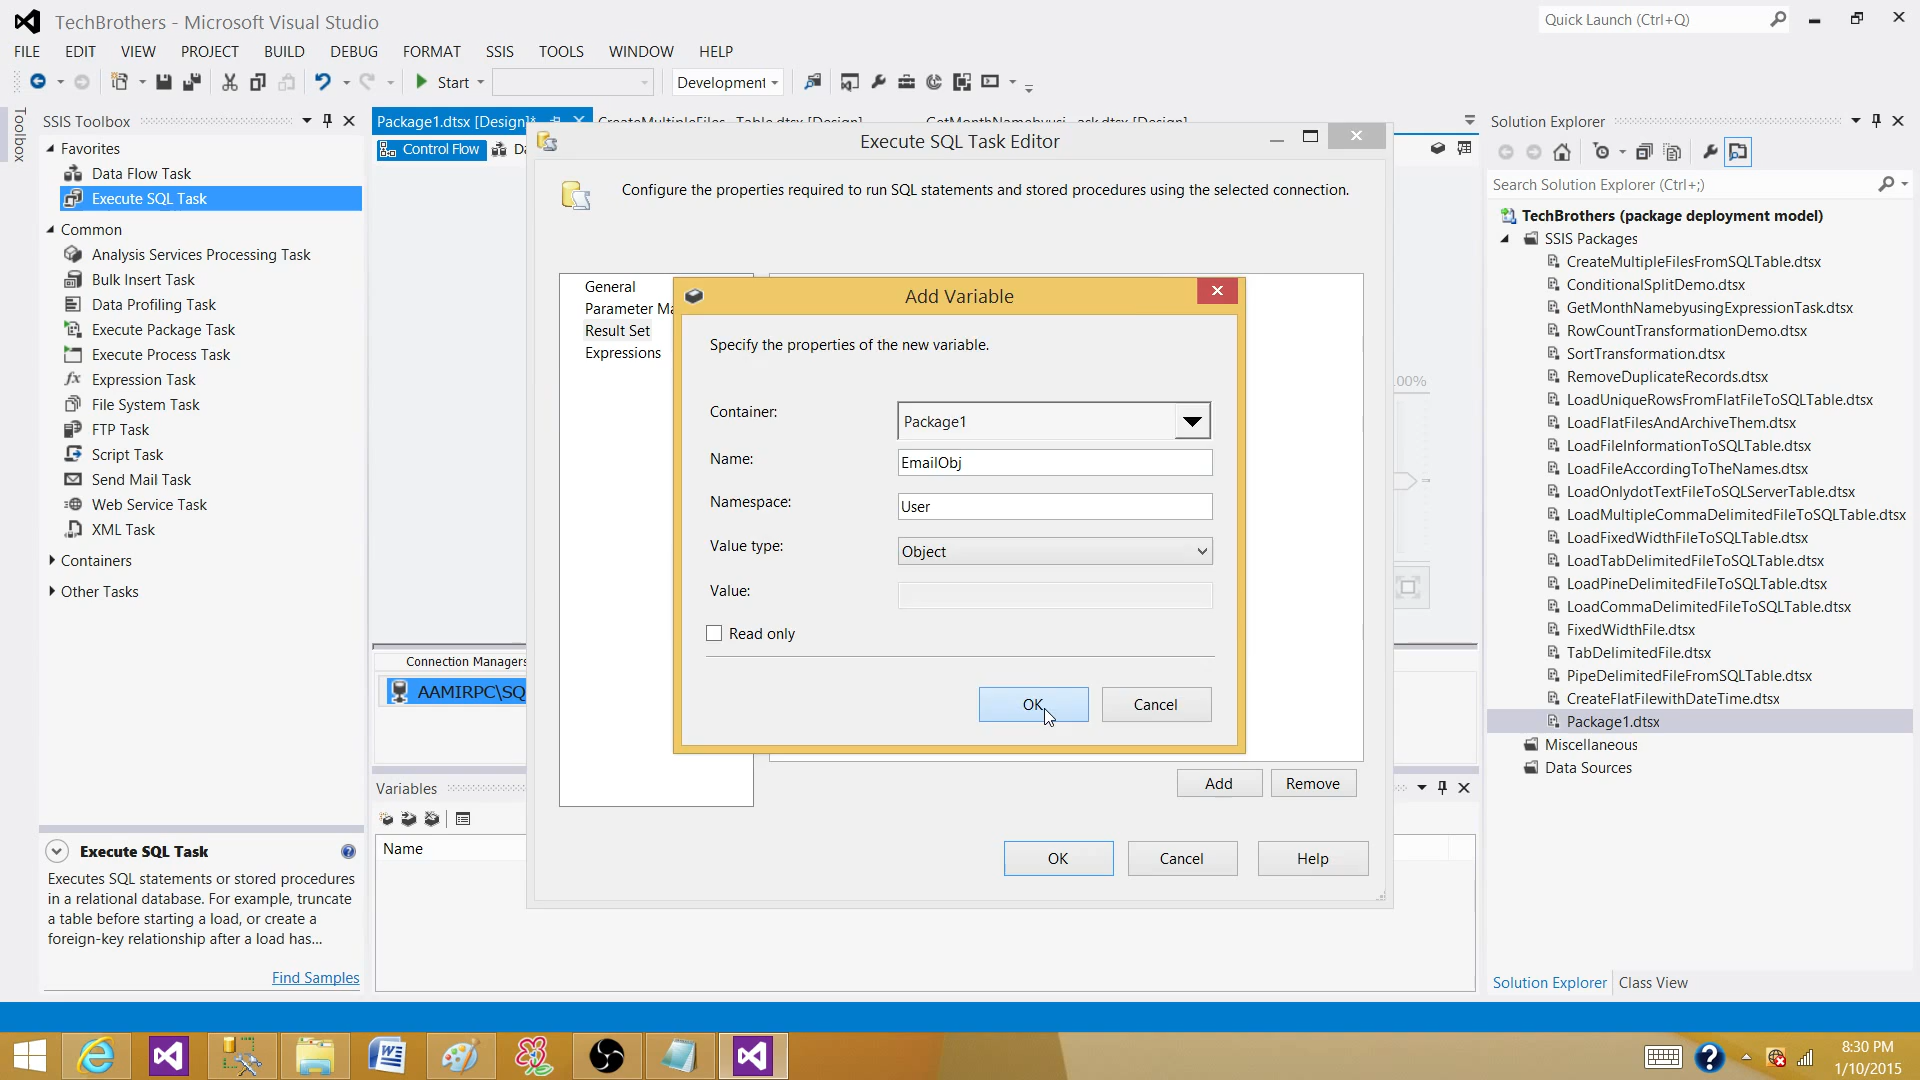 TechBrothers - Microsoft Visual Studio
Quick Launch (Ctrl+Q)
FILE EDIT VIEW PROJECT BUILD DEBUG FORMAT SSIS TOOLS WINDOW HELP
Start
Development
Toolbox
SSIS Toolbox
Favorites
Data Flow Task
Execute SQL Task
Common
Analysis Services Processing Task
Bulk Insert Task
Data Profiling Task
Execute Package Task
Execute Process Task
Expression Task
File System Task
FTP Task
Script Task
Send Mail Task
Web Service Task
XML Task
Containers
Other Tasks
Execute SQL Task
Executes SQL statements or stored procedures
in a relational database. For example, truncate
a table before starting a load, or create a
foreign-key relationship after a load has...
Find Samples
Package1.dtsx [Design]*
Control Flow
Da
Connection Managers
AAMIRPC\SQ
Variables
Name
Execute SQL Task Editor
Configure the properties required to run SQL statements and stored procedures using the selected connection.
General
Parameter Ma
Result Set
Expressions
Add Variable
Specify the properties of the new variable.
Container:
Package1
Name:
EmailObj
Namespace:
User
Value type:
Object
Value:
Read only
OK
Cancel
Add
Remove
OK
Cancel
Help
00%
Solution Explorer
Search Solution Explorer (Ctrl+;)
TechBrothers (package deployment model)
SSIS Packages
CreateMultipleFilesFromSQLTable.dtsx
ConditionalSplitDemo.dtsx
GetMonthNamebyusingExpressionTask.dtsx
RowCountTransformationDemo.dtsx
SortTransformation.dtsx
RemoveDuplicateRecords.dtsx
LoadUniqueRowsFromFlatFileToSQLTable.dtsx
LoadFlatFilesAndArchiveThem.dtsx
LoadFileInformationToSQLTable.dtsx
LoadFileAccordingToTheNames.dtsx
LoadOnlydotTextFileToSQLServerTable.dtsx
LoadMultipleCommaDelimitedFileToSQLTable.dtsx
LoadFixedWidthFileToSQLTable.dtsx
LoadTabDelimitedFileToSQLTable.dtsx
LoadPineDelimitedFileToSQLTable.dtsx
LoadCommaDelimitedFileToSQLTable.dtsx
FixedWidthFile.dtsx
TabDelimitedFile.dtsx
PipeDelimitedFileFromSQLTable.dtsx
CreateFlatFilewithDateTime.dtsx
Package1.dtsx
Miscellaneous
Data Sources
Solution Explorer
Class View
8:30 PM
1/10/2015